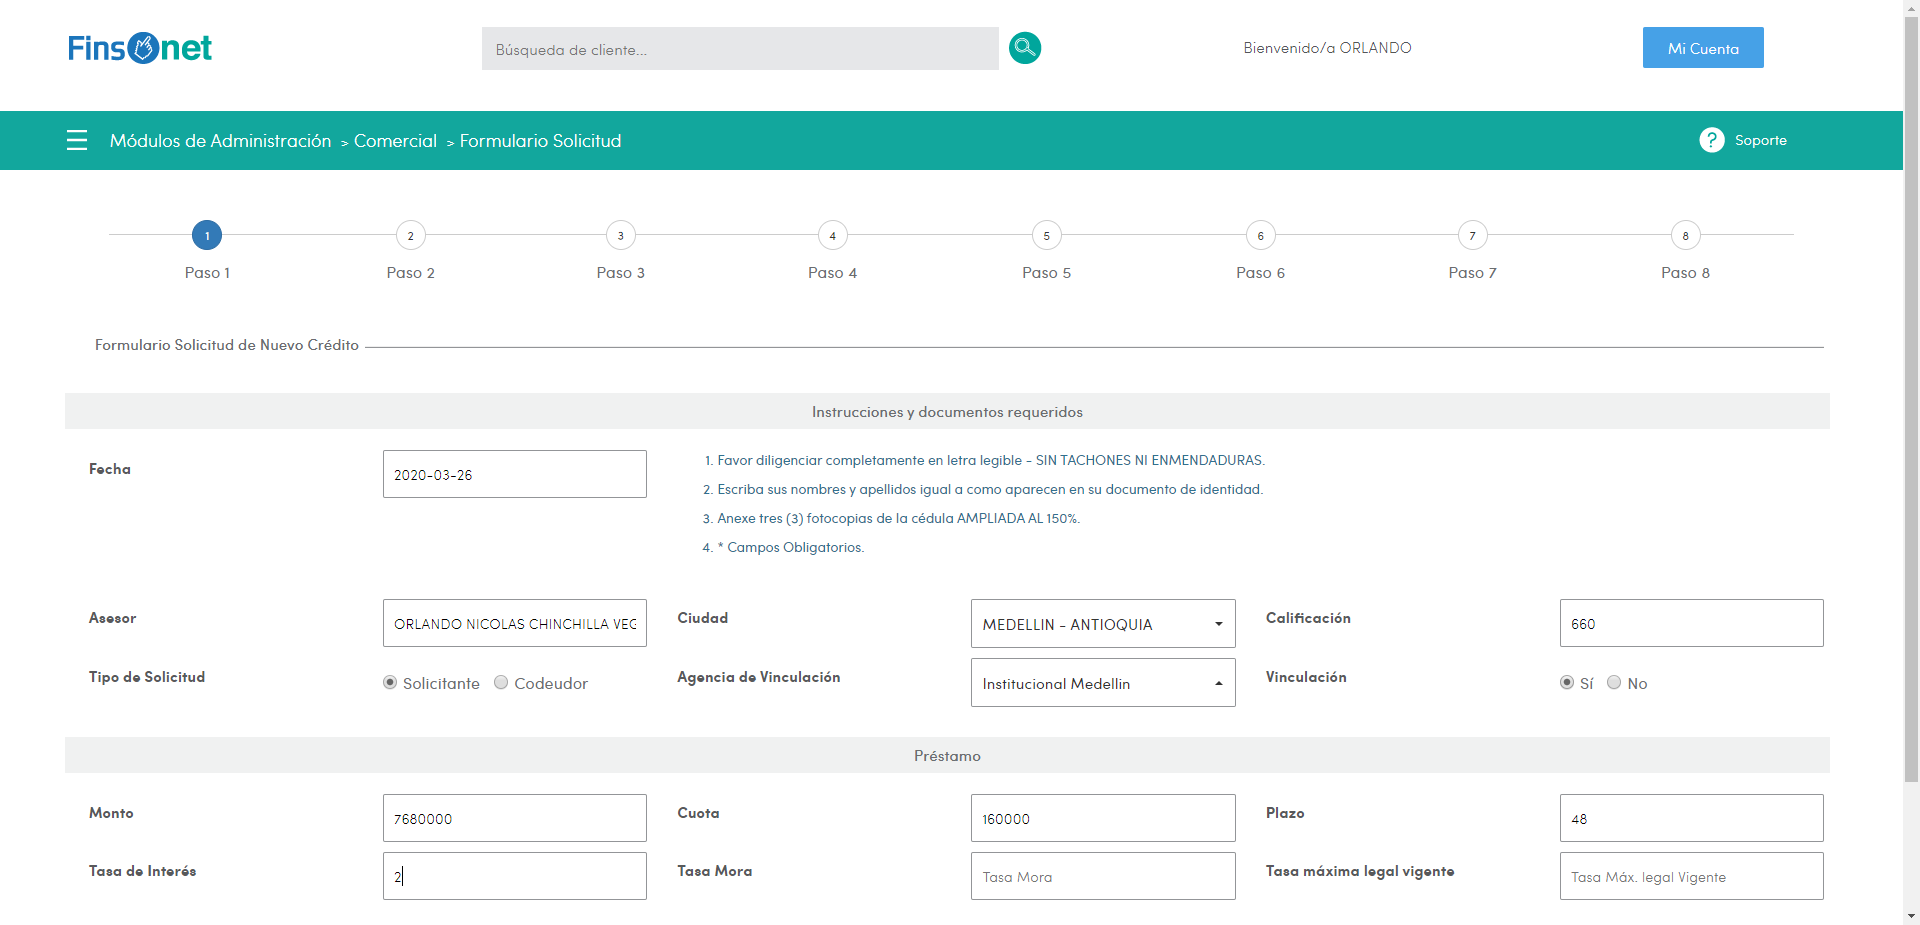 Finsonet
Búsqueda de cliente...
Bienvenido/a ORLANDO
Mi Cuenta
Módulos de Administración > Comercial > Formulario Solicitud
? Soporte
1 2 3 4 5 6 7 8
Paso 1 Paso 2 Paso 3 Paso 4 Paso 5 Paso 6 Paso 7 Paso 8
Formulario Solicitud de Nuevo Crédito
Instrucciones y documentos requeridos
Fecha 2020-03-26
1. Favor diligenciar completamente en letra legible - SIN TACHONES NI ENMENDADURAS.
2. Escriba sus nombres y apellidos igual a como aparecen en su documento de identidad.
3. Anexe tres (3) fotocopias de la cédula AMPLIADA AL 150%.
4. * Campos Obligatorios.
Asesor ORLANDO NICOLAS CHINCHILLA VEG Ciudad MEDELLIN - ANTIOQUIA Calificación 660
Tipo de Solicitud Solicitante Codeudor Agencia de Vinculación Institucional Medellin Vinculación Sí No
Préstamo
Monto 7680000 Cuota 160000 Plazo 48
Tasa de Interés 2 Tasa Mora Tasa Mora Tasa máxima legal vigente Tasa Máx. legal Vigente